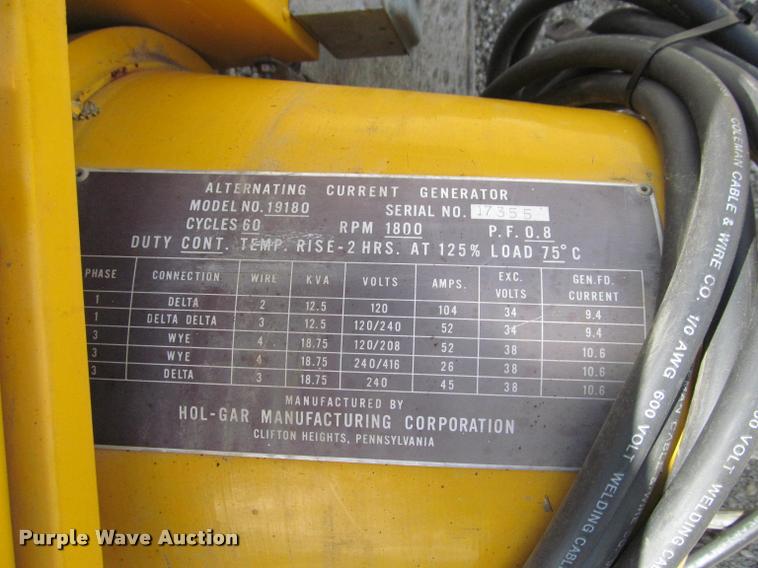 ALTERNATING CURRENT GENERATOR
MODEL NO. 19180 SERIAL NO. 17355
CYCLES 60 RPM 1800 P.F. 0.8
DUTY CONT. TEMP. RISE-2 HRS. AT 125% LOAD 75°C
PHASE CONNECTION WIRE KVA VOLTS AMPS. EXC. VOLTS GEN.FD. CURRENT
1 DELTA 2 12.5 120 104 34 9.4
1 DELTA DELTA 3 12.5 120/240 52 34 9.4
3 WYE 4 18.75 120/208 52 38 10.6
3 WYE 4 18.75 240/416 26 38 10.6
3 DELTA 3 18.75 240 45 38 10.6
MANUFACTURED BY
HOL-GAR MANUFACTURING CORPORATION
CLIFTON HEIGHTS, PENNSYLVANIA
COLEMAN CABLE & WIRE CO. 1/0 AWG 600 VOLT WELDING CABLE
VOLT WELDING CABL
Purple Wave Auction